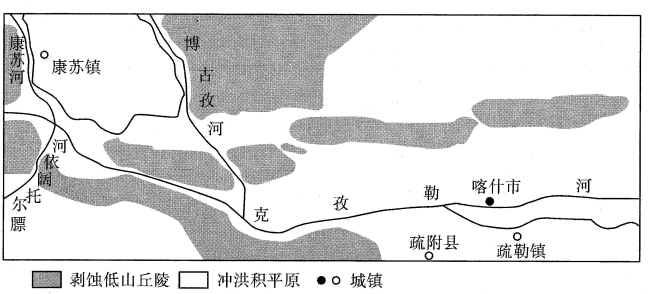 康苏河
康苏镇
博古孜河
喀什市
克孜勒河
疏附县
疏勒镇
膘尔托阔依河
剥蚀低山丘陵
冲洪积平原
城镇